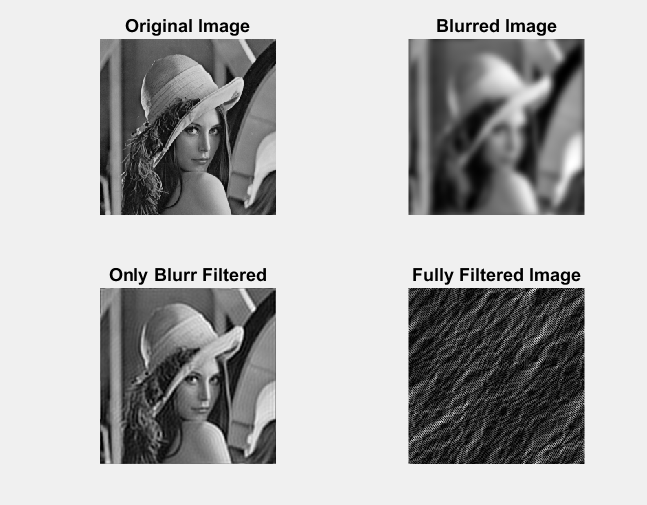 Original Image
Blurred Image
Only Blurr Filtered
Fully Filtered Image